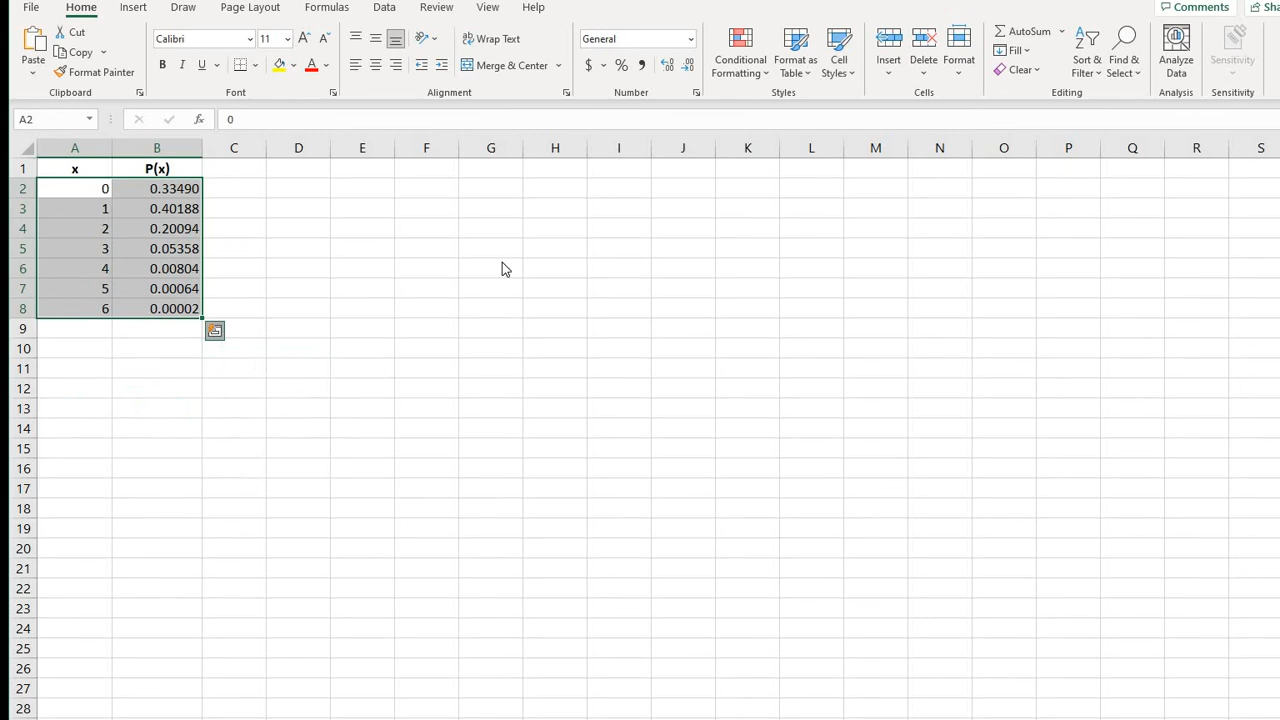 File Home Insert Draw Page Layout Formulas Data Review View Help Comments Sha
Cut
Copy
Paste
Format Painter
Clipboard
Calibri 11
B I U
Font
Wrap Text
Merge & Center
Alignment
General
$ % ,
Number
Conditional Formatting
Format as Table
Cell Styles
Styles
Insert Delete Format
Cells
AutoSum
Fill
Clear
Sort & Filter
Find & Select
Editing
Analyze Data
Analysis
Sensitivity
Sensitivity
A2 fx 0
A B C D E F G H I J K L M N O P Q R S
1 x P(x)
2 0 0.33490
3 1 0.40188
4 2 0.20094
5 3 0.05358
6 4 0.00804
7 5 0.00064
8 6 0.00002
9
10
11
12
13
14
15
16
17
18
19
20
21
22
23
24
25
26
27
28